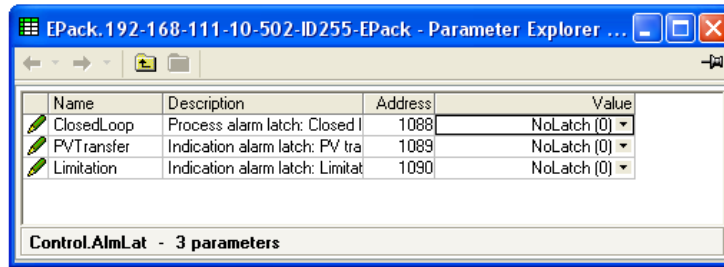 EPack.192-168-111-10-502-ID255-EPack - Parameter Explorer ...
Name Description Address Value
ClosedLoop Process alarm latch: Closed l 1088 NoLatch (0)
PVTransfer Indication alarm latch: PV tra 1089 NoLatch (0)
Limitation Indication alarm latch: Limitat 1090 NoLatch (0)
Control.AlmLat - 3 parameters